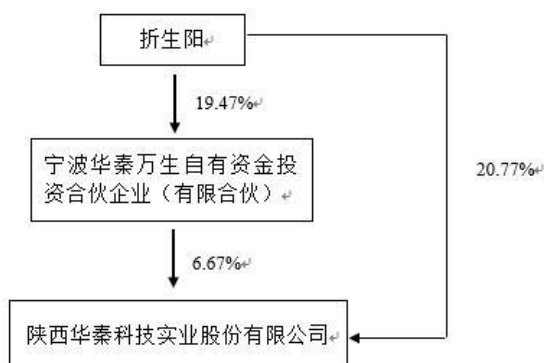 折生阳
19.47%
宁波华秦万生自有资金投
资合伙企业（有限合伙）
20.77%
6.67%
陕西华秦科技实业股份有限公司